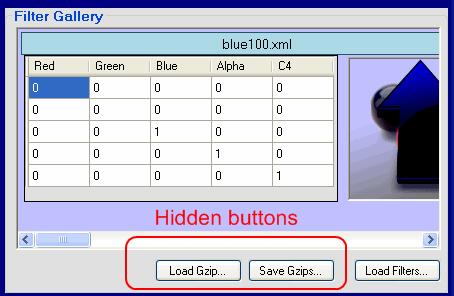 Filter Gallery
blue100.xml
Red Green Blue Alpha C4
0 0 0 0 0
0 0 0 0 0
0 0 1 0 0
0 0 0 1 0
0 0 0 0 1
Hidden buttons
Load Gzip... Save Gzips... Load Filters...